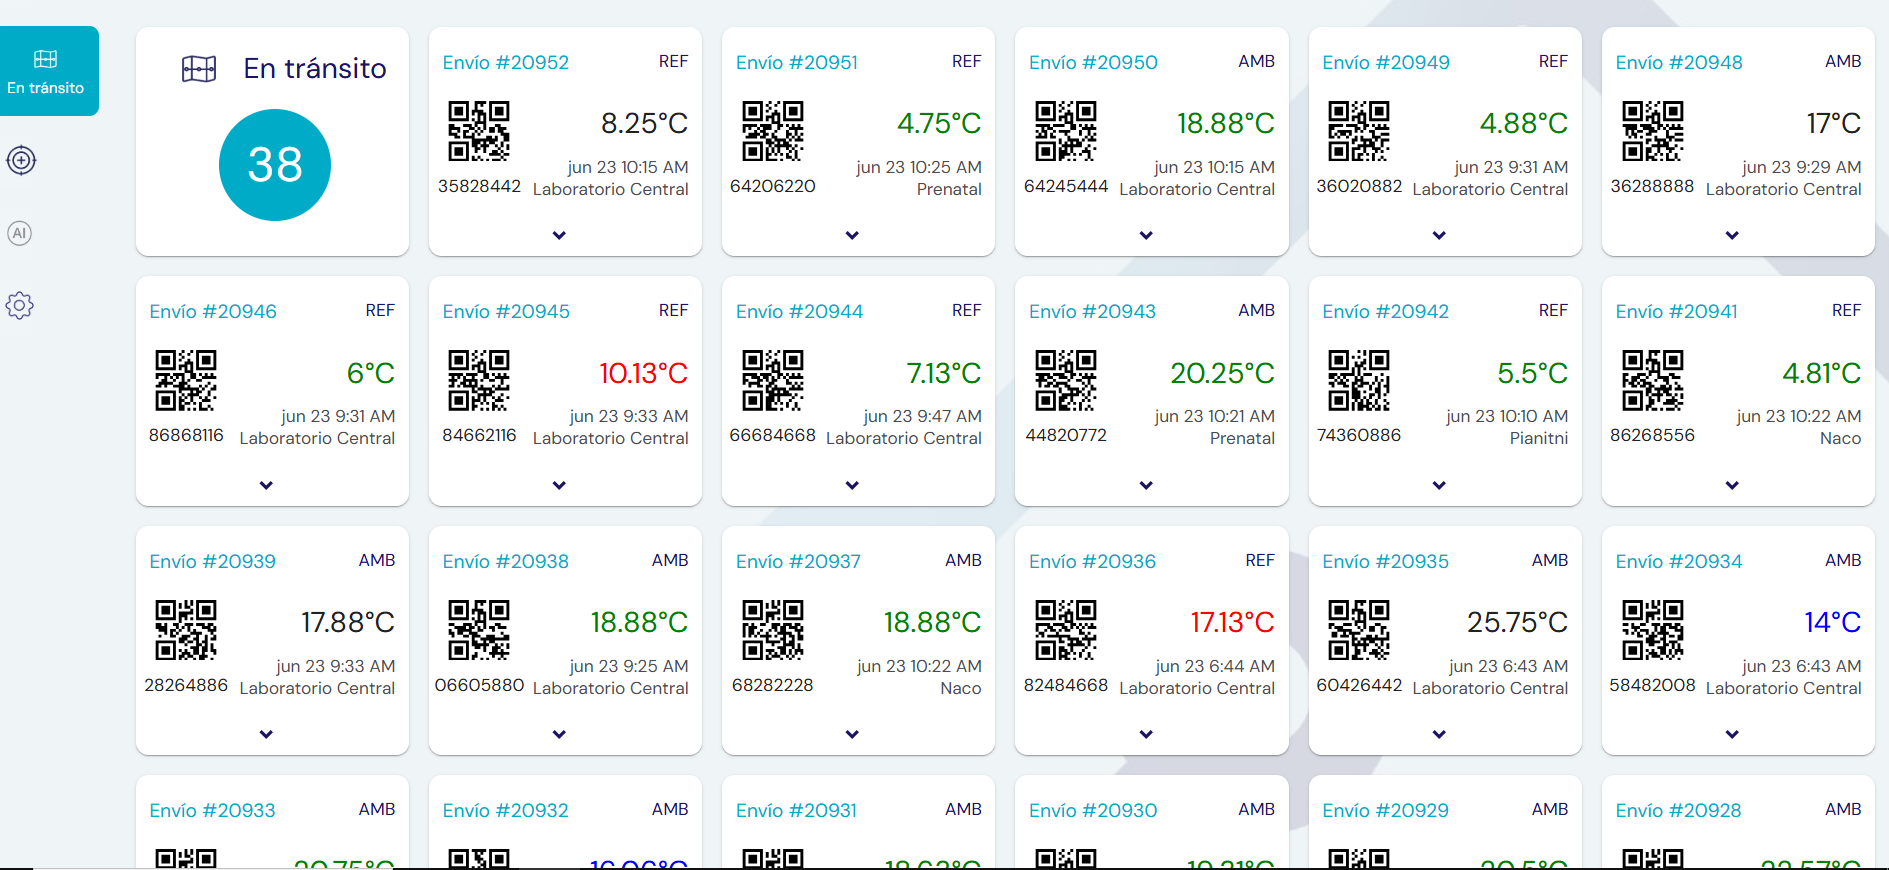 En tránsito
AI
En tránsito
38
Envío #20952 REF
8.25°C
jun 23 10:15 AM
35828442 Laboratorio Central
Envío #20951 REF
4.75°C
jun 23 10:25 AM
64206220 Prenatal
Envío #20950 AMB
18.88°C
jun 23 10:15 AM
64245444 Laboratorio Central
Envío #20949 REF
4.88°C
jun 23 9:31 AM
36020882 Laboratorio Central
Envío #20948 AMB
17°C
jun 23 9:29 AM
36288888 Laboratorio Central
Envío #20946 REF
6°C
jun 23 9:31 AM
86868116 Laboratorio Central
Envío #20945 REF
10.13°C
jun 23 9:33 AM
84662116 Laboratorio Central
Envío #20944 REF
7.13°C
jun 23 9:47 AM
66684668 Laboratorio Central
Envío #20943 AMB
20.25°C
jun 23 10:21 AM
44820772 Prenatal
Envío #20942 REF
5.5°C
jun 23 10:10 AM
74360886 Pianitni
Envío #20941 REF
4.81°C
jun 23 10:22 AM
86268556 Naco
Envío #20939 AMB
17.88°C
jun 23 9:33 AM
28264886 Laboratorio Central
Envío #20938 AMB
18.88°C
jun 23 9:25 AM
06605880 Laboratorio Central
Envío #20937 AMB
18.88°C
jun 23 10:22 AM
68282228 Naco
Envío #20936 REF
17.13°C
jun 23 6:44 AM
82484668 Laboratorio Central
Envío #20935 AMB
25.75°C
jun 23 6:43 AM
60426442 Laboratorio Central
Envío #20934 AMB
14°C
jun 23 6:43 AM
58482008 Laboratorio Central
Envío #20933 AMB
Envío #20932 AMB
Envío #20931 AMB
Envío #20930 AMB
Envío #20929 AMB
Envío #20928 AMB